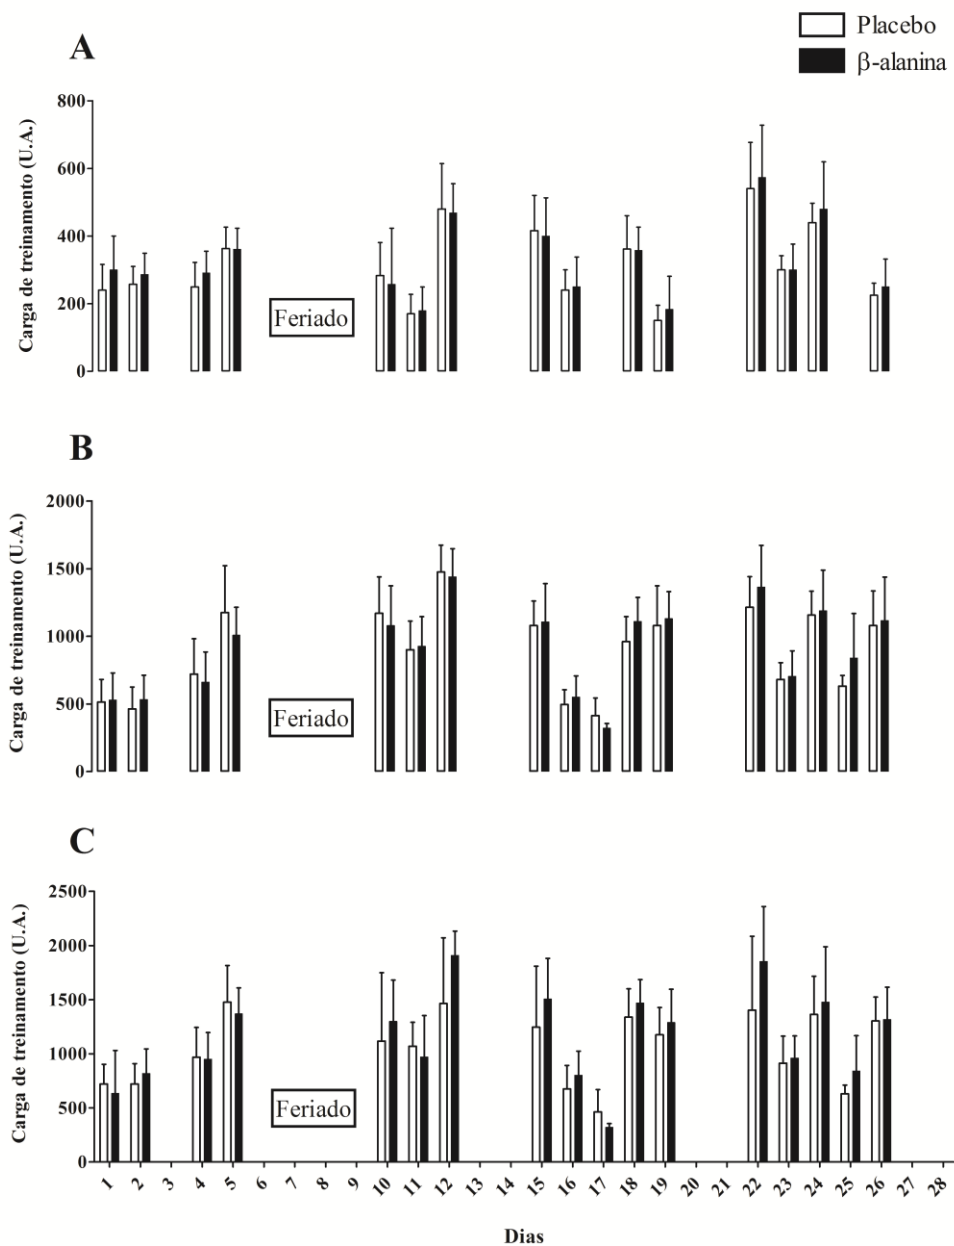 Placebo
β-alanina
A
Carga de treinamento (U.A.)
800
600
400
200
0
Feriado
B
Carga de treinamento (U.A.)
2000
1500
1000
500
0
Feriado
C
Carga de treinamento (U.A.)
2500
2000
1500
1000
500
0
Feriado
1 2 3 4 5 6 7 8 9 10 11 12 13 14 15 16 17 18 19 20 21 22 23 24 25 26 27 28
Dias